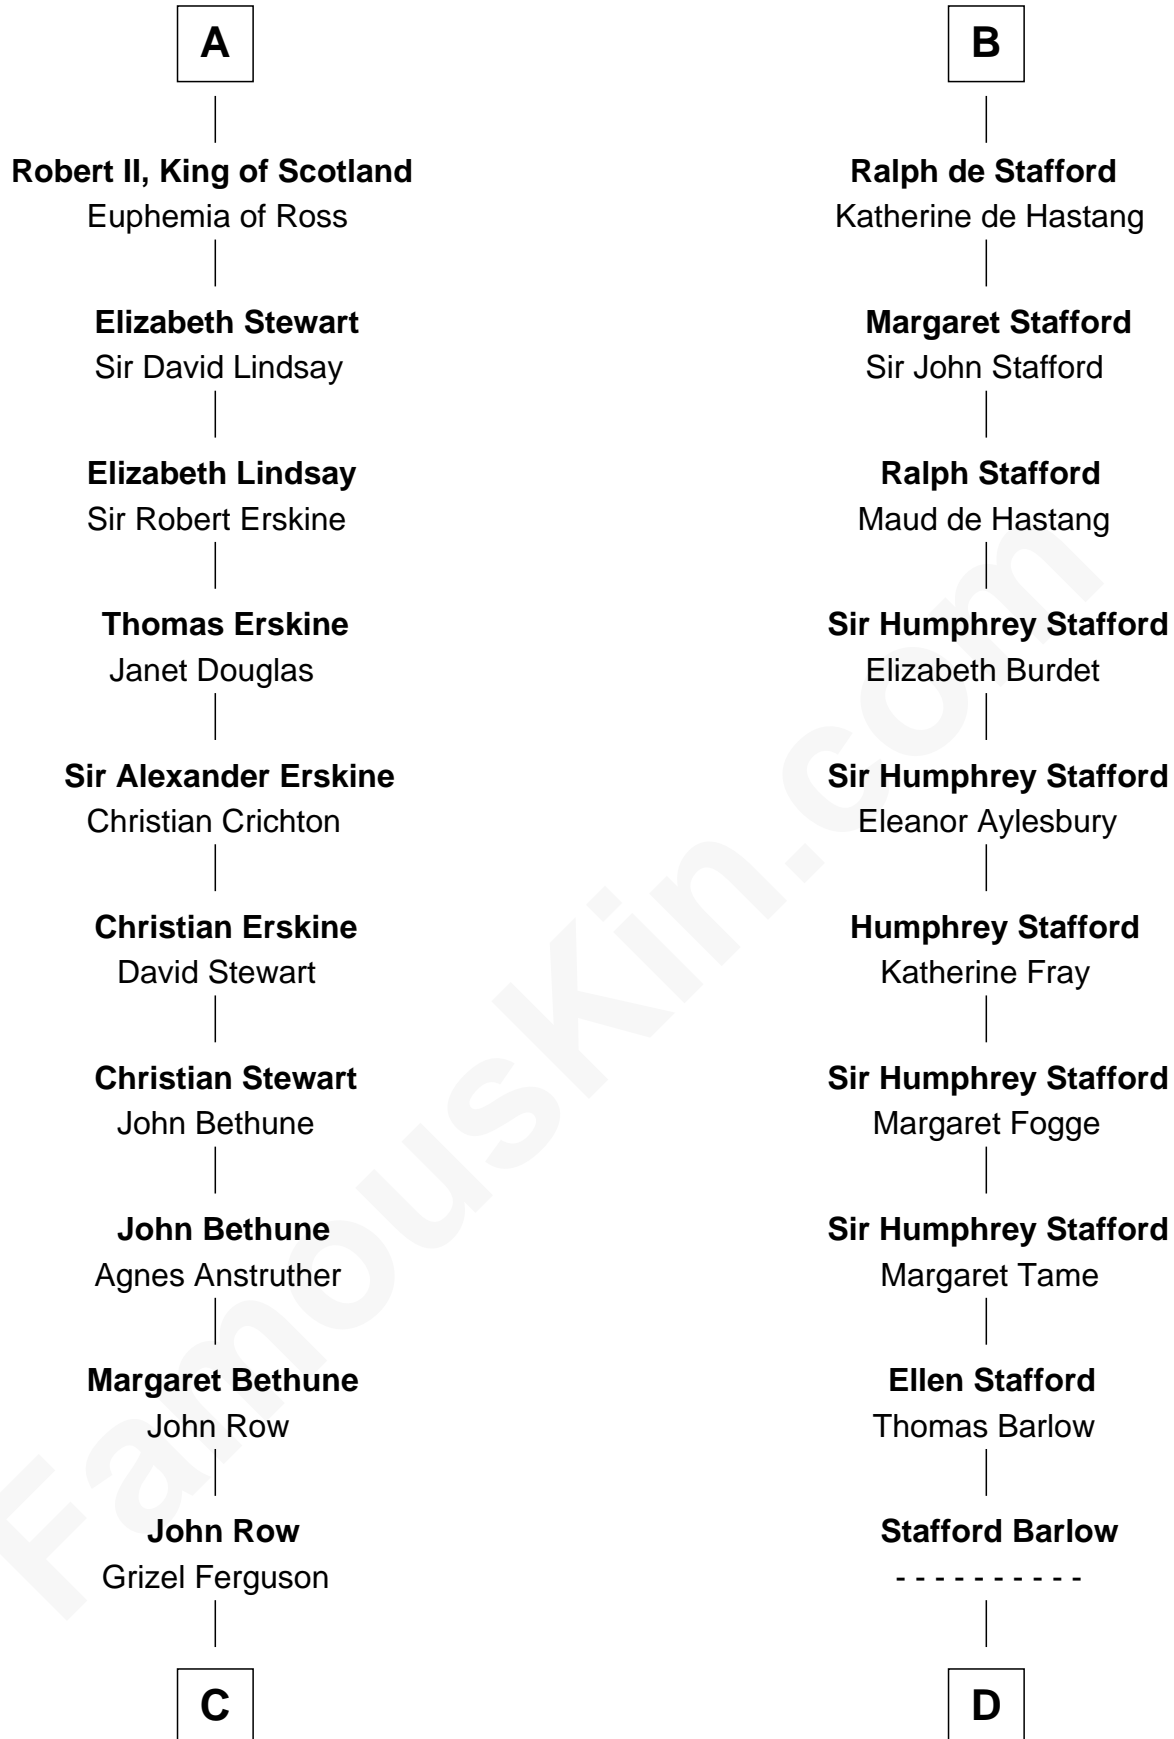 A
Robert II, King of Scotland
Euphemia of Ross
Elizabeth Stewart
Sir David Lindsay
Elizabeth Lindsay
Sir Robert Erskine
Thomas Erskine
Janet Douglas
Sir Alexander Erskine
Christian Crichton
Christian Erskine
David Stewart
Christian Stewart
John Bethune
John Bethune
Agnes Anstruther
Margaret Bethune
John Row
John Row
Grizel Ferguson
C
B
Ralph de Stafford
Katherine de Hastang
Margaret Stafford
Sir John Stafford
Ralph Stafford
Maud de Hastang
Sir Humphrey Stafford
Elizabeth Burdet
Sir Humphrey Stafford
Eleanor Aylesbury
Humphrey Stafford
Katherine Fray
Sir Humphrey Stafford
Margaret Fogge
Sir Humphrey Stafford
Margaret Tame
Ellen Stafford
Thomas Barlow
Stafford Barlow
- - - - - - - - - -
D
FamousKin.com